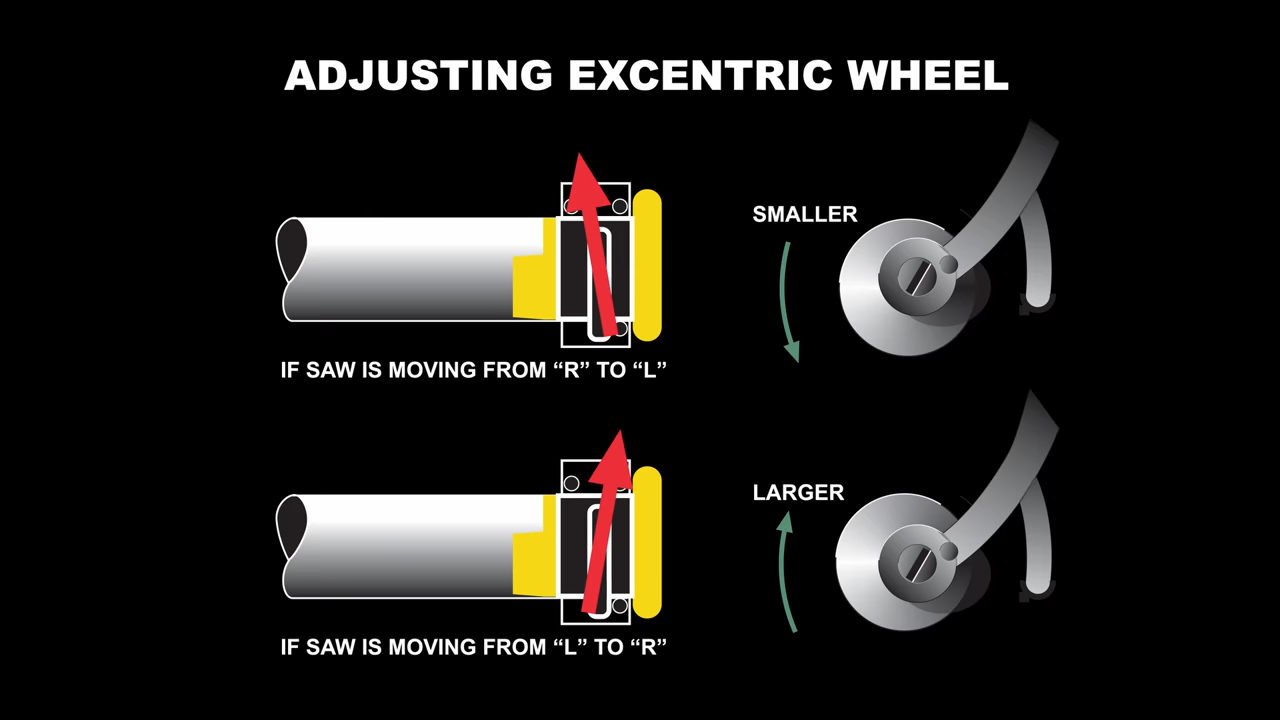 ADJUSTING EXCENTRIC WHEEL
SMALLER
IF SAW IS MOVING FROM “R” TO “L”
LARGER
IF SAW IS MOVING FROM “L” TO “R”